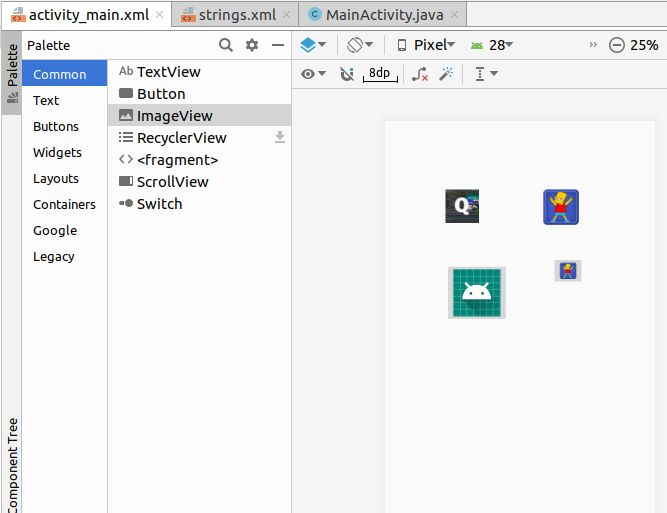 activity_main.xml strings.xml MainActivity.java
Palette Palette Pixel 28 25%
8dp
Common
Text
Buttons
Widgets
Layouts
Containers
Google
Legacy
Ab TextView
Button
ImageView
RecyclerView
<fragment>
ScrollView
Switch
Q
Component Tree